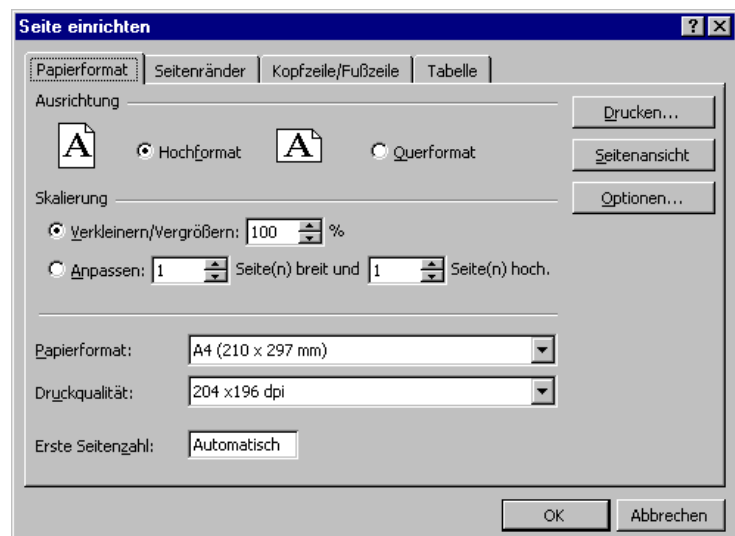 Seite einrichten
Papierformat Seitenränder Kopfzeile/Fußzeile Tabelle
Ausrichtung
Drucken...
A Hochformat A Querformat
Seitenansicht
Skalierung
Optionen...
Verkleinern/Vergrößern: 100 %
Anpassen: 1 Seite(n) breit und 1 Seite(n) hoch.
Papierformat: A4 (210 x 297 mm)
Druckqualität: 204 x196 dpi
Erste Seitenzahl: Automatisch
OK Abbrechen